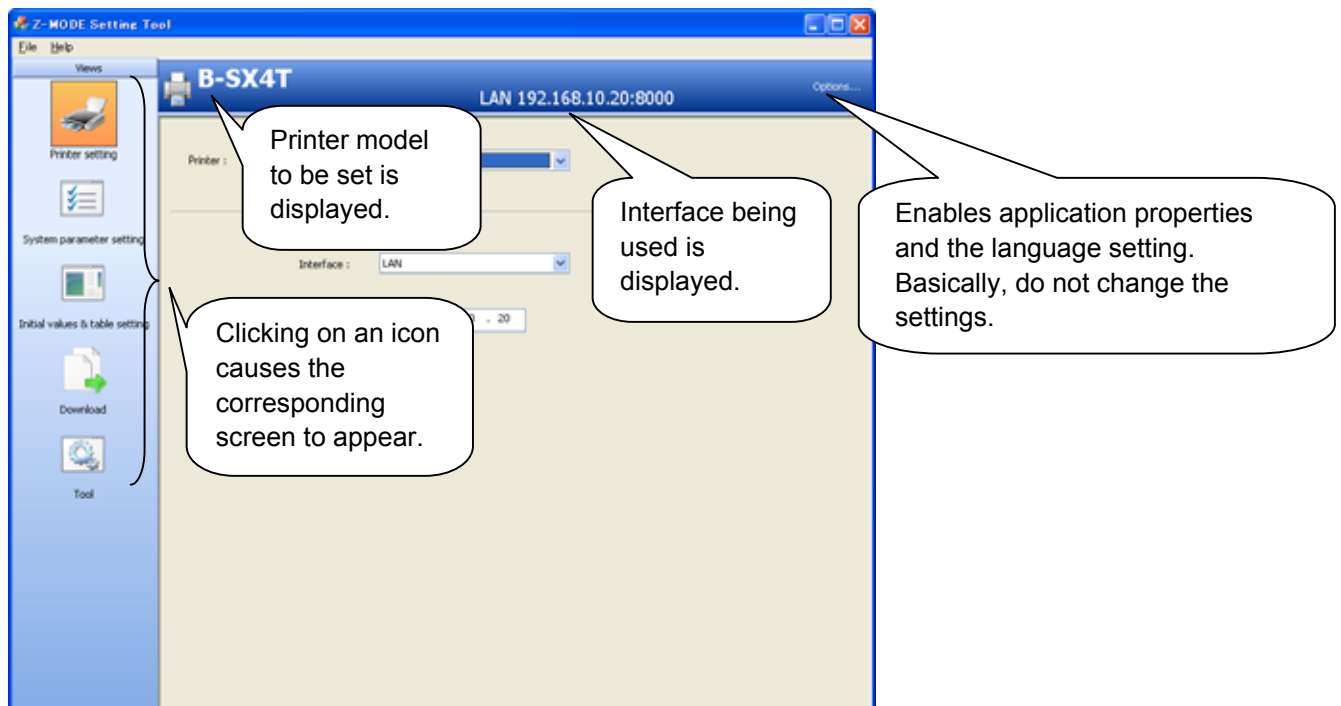 Z-MODE Setting Tool
File Help
Views
B-SX4T
LAN 192.168.10.20:8000
Options...
Printer setting
System parameter setting
Initial values & table setting
Download
Tool
Printer :
Interface : LAN
. 20
Printer model
to be set is
displayed.
Interface being
used is
displayed.
Enables application properties
and the language setting.
Basically, do not change the
settings.
Clicking on an icon
causes the
corresponding
screen to appear.